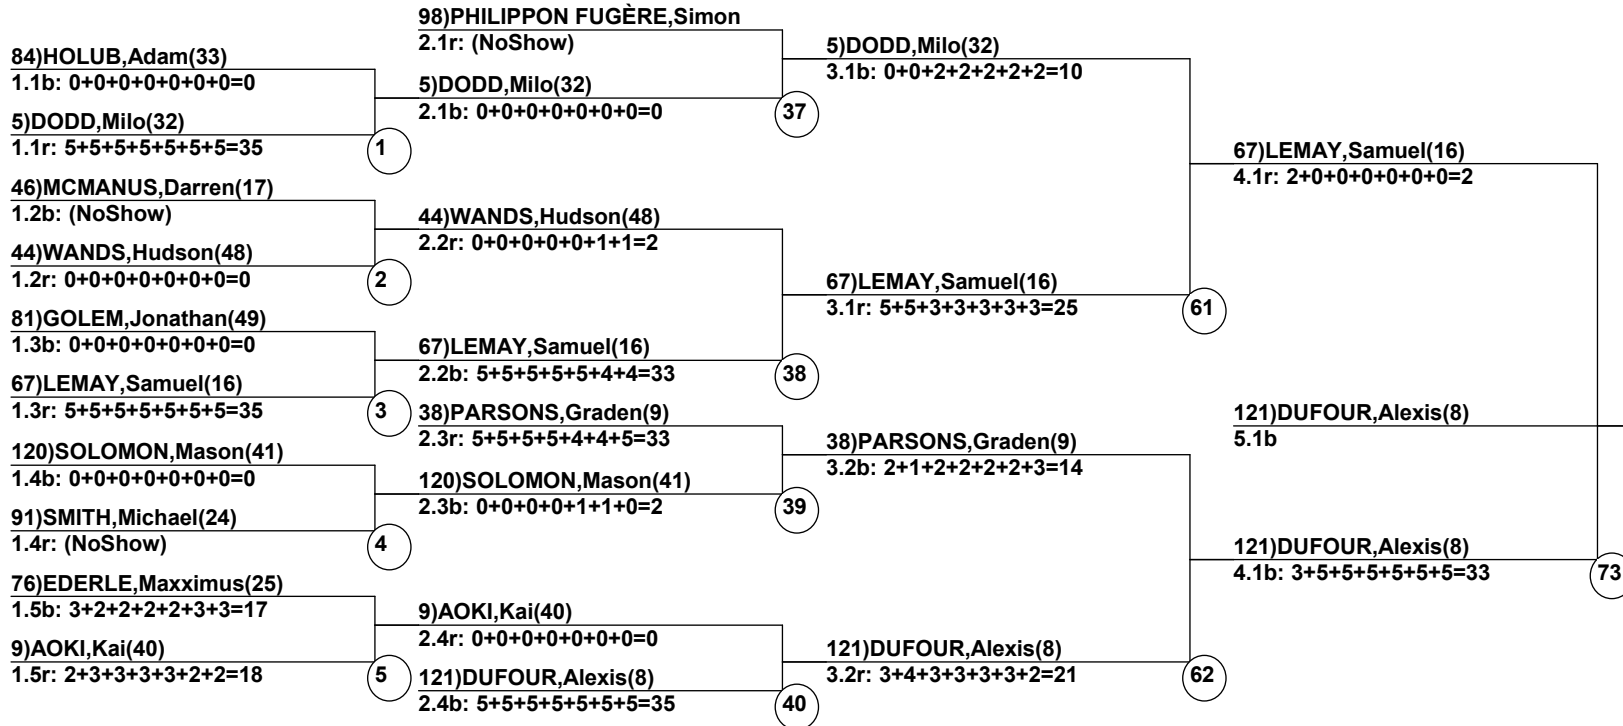 84)HOLUB,Adam(33)
1.1b: 0+0+0+0+0+0+0=0
5)DODD,Milo(32)
1.1r: 5+5+5+5+5+5+5=35
1
46)MCMANUS,Darren(17)
1.2b: (NoShow)
44)WANDS,Hudson(48)
1.2r: 0+0+0+0+0+0+0=0
2
81)GOLEM,Jonathan(49)
1.3b: 0+0+0+0+0+0+0=0
67)LEMAY,Samuel(16)
1.3r: 5+5+5+5+5+5+5=35
3
120)SOLOMON,Mason(41)
1.4b: 0+0+0+0+0+0+0=0
91)SMITH,Michael(24)
1.4r: (NoShow)
4
76)EDERLE,Maxximus(25)
1.5b: 3+2+2+2+2+3+3=17
9)AOKI,Kai(40)
1.5r: 2+3+3+3+3+2+2=18
5
98)PHILIPPON FUGÈRE,Simon
2.1r: (NoShow)
5)DODD,Milo(32)
2.1b: 0+0+0+0+0+0+0=0
37
44)WANDS,Hudson(48)
2.2r: 0+0+0+0+0+1+1=2
67)LEMAY,Samuel(16)
2.2b: 5+5+5+5+5+4+4=33
38
38)PARSONS,Graden(9)
2.3r: 5+5+5+5+4+4+5=33
120)SOLOMON,Mason(41)
2.3b: 0+0+0+0+1+1+0=2
39
9)AOKI,Kai(40)
2.4r: 0+0+0+0+0+0+0=0
121)DUFOUR,Alexis(8)
2.4b: 5+5+5+5+5+5+5=35
40
5)DODD,Milo(32)
3.1b: 0+0+2+2+2+2+2=10
67)LEMAY,Samuel(16)
3.1r: 5+5+3+3+3+3+3=25
61
38)PARSONS,Graden(9)
3.2b: 2+1+2+2+2+2+3=14
121)DUFOUR,Alexis(8)
3.2r: 3+4+3+3+3+3+2=21
62
67)LEMAY,Samuel(16)
4.1r: 2+0+0+0+0+0+0=2
121)DUFOUR,Alexis(8)
4.1b: 3+5+5+5+5+5+5=33
73
121)DUFOUR,Alexis(8)
5.1b